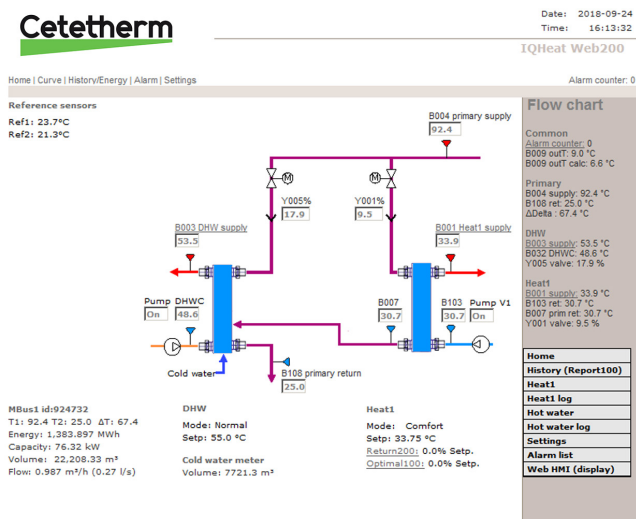 Cetetherm
Date: 2018-09-24
Time: 16:13:32
IQHeat Web200
Home | Curve | History/Energy | Alarm | Settings
Alarm counter: 0
Reference sensors
Ref1: 23.7°C
Ref2: 21.3°C
B004 primary supply
92.4
M
M
Y005%
17.9
Y001%
9.5
B003 DHW supply
53.5
B001 Heat1 supply
33.9
Pump DHWC
On 48.6
B007
30.7
B103 Pump V1
30.7 On
Cold water
B108 primary return
25.0
MBus1 id:924732
T1: 92.4 T2: 25.0 ΔT: 67.4
Energy: 1,383.897 MWh
Capacity: 76.32 kW
Volume: 22,208.33 m³
Flow: 0.987 m³/h (0.27 l/s)
DHW
Mode: Normal
Setp: 55.0 °C
Cold water meter
Volume: 7721.3 m³
Heat1
Mode: Comfort
Setp: 33.75 °C
Return200: 0.0% Setp.
Optimal100: 0.0% Setp.
Flow chart
Common
Alarm counter: 0
B009 outT: 9.0 °C
B009 outT calc: 6.6 °C
Primary
B004 supply: 92.4 °C
B108 ret: 25.0 °C
ΔDelta : 67.4 °C
DHW
B003 supply: 53.5 °C
B032 DHWC: 48.6 °C
Y005 valve: 17.9 %
Heat1
B001 supply: 33.9 °C
B103 ret: 30.7 °C
B007 prim ret: 30.7 °C
Y001 valve: 9.5 %
Home
History (Report100)
Heat1
Heat1 log
Hot water
Hot water log
Settings
Alarm list
Web HMI (display)